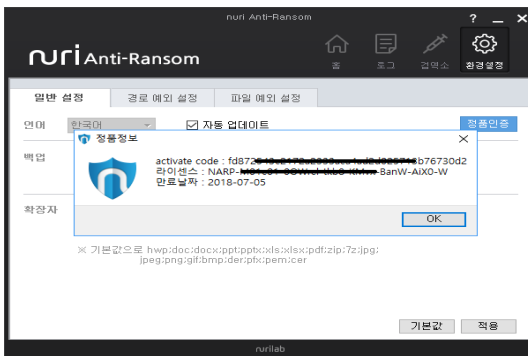 nuri Anti-Ransom
? _ ×
nuri Anti-Ransom
홈
로그
검역소
환경설정
일반 설정
경로 예외 설정
파일 예외 설정
언어
한국어
자동 업데이트
정품인증
정품정보
백업
activate code : fd872 b76730d2
라이센스 : NARP- -BanW-AiX0-W
만료날짜 : 2018-07-05
확장자
OK
※ 기본값으로 hwp;doc;docx;ppt;pptx;xls;xlsx;pdf;zip;7z;jpg;
jpeg;png;gif;bmp;der;pfx;pem;cer
기본값
적용
nurilab